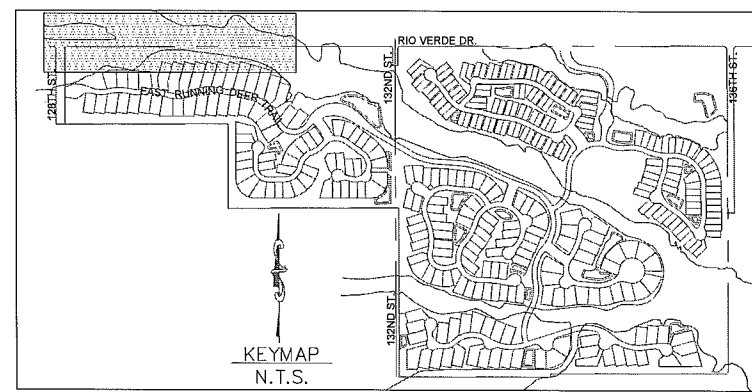 RIO VERDE DR.
128TH ST.
EAST RUNNING DEER TRAIL
132ND ST.
136TH ST.
132ND ST.
KEYMAP
N.T.S.